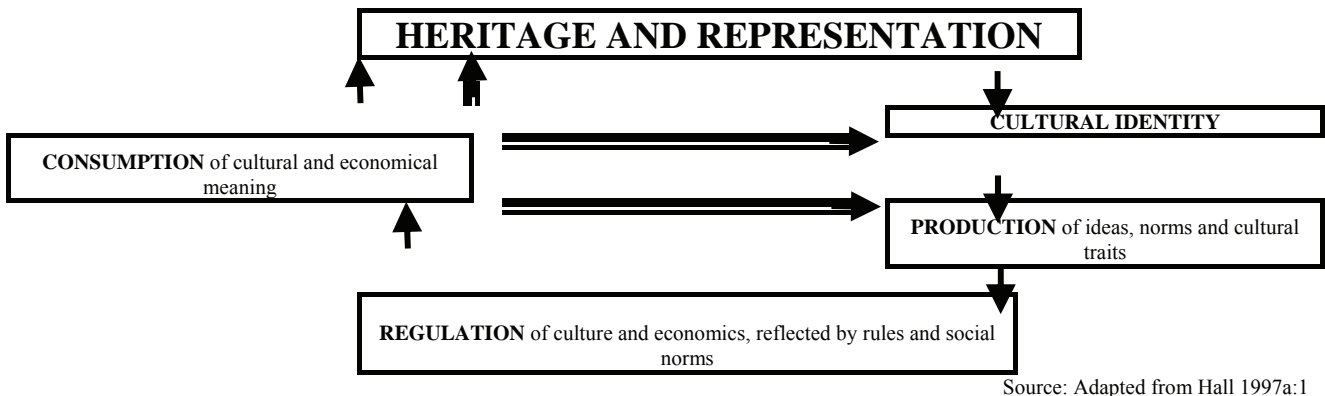 HERITAGE AND REPRESENTATION
CULTURAL IDENTITY
CONSUMPTION of cultural and economical
meaning
PRODUCTION of ideas, norms and cultural
traits
REGULATION of culture and economics, reflected by rules and social
norms
Source: Adapted from Hall 1997a:1